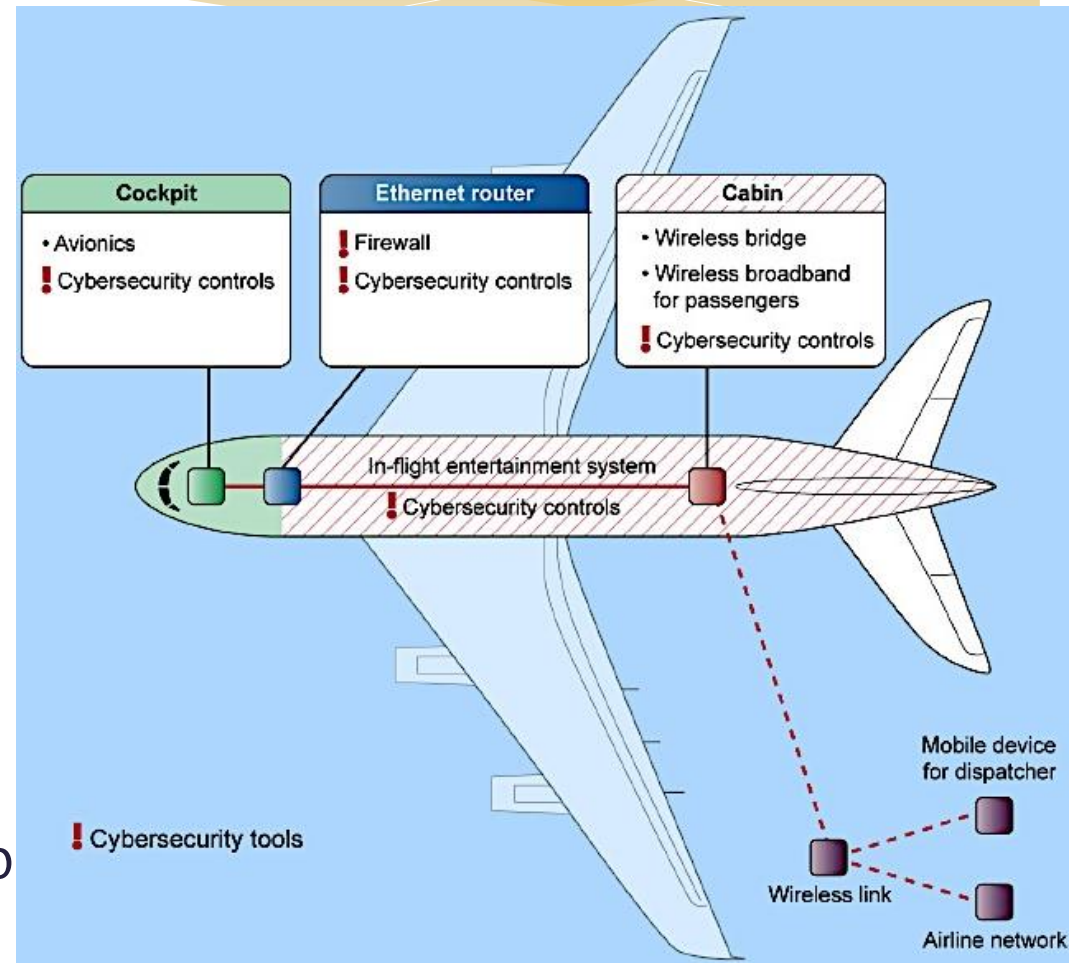 Cockpit
• Avionics
! Cybersecurity controls
Ethernet router
! Firewall
! Cybersecurity controls
Cabin
• Wireless bridge
• Wireless broadband
for passengers
! Cybersecurity controls
In-flight entertainment system
! Cybersecurity controls
Mobile device
for dispatcher
! Cybersecurity tools
Wireless link
Airline network